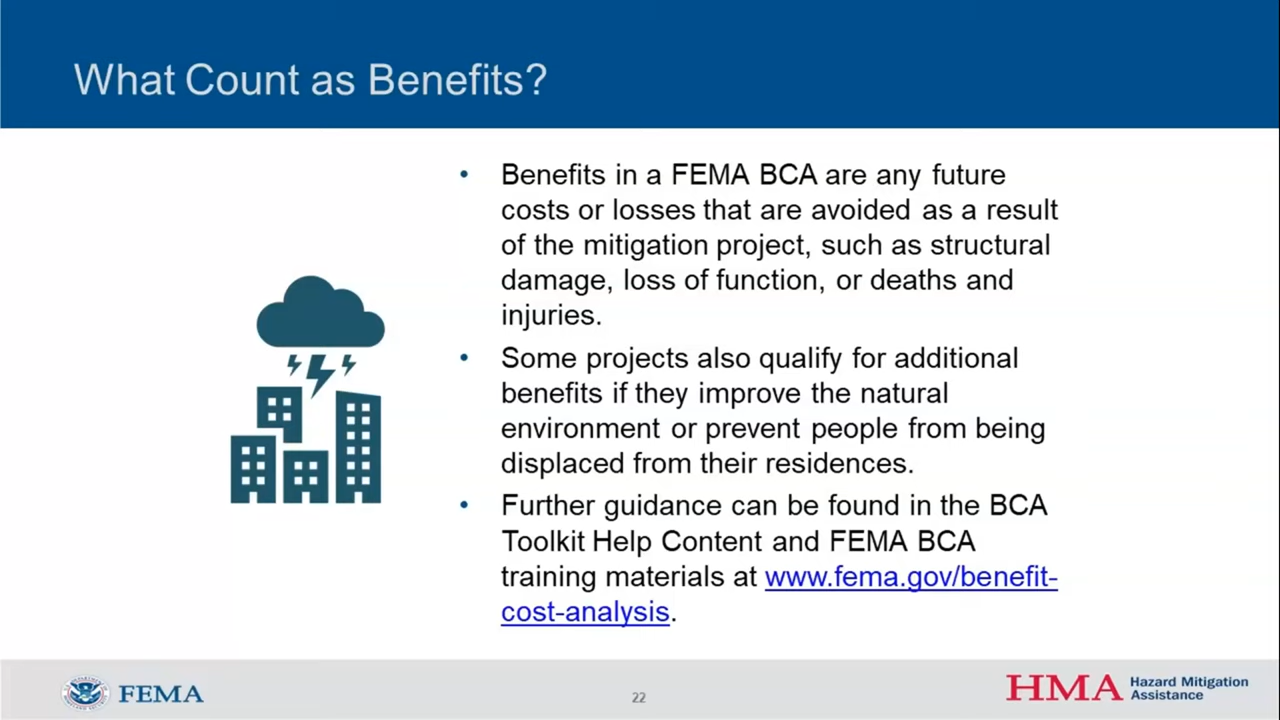 What Count as Benefits?
• Benefits in a FEMA BCA are any future
costs or losses that are avoided as a result
of the mitigation project, such as structural
damage, loss of function, or deaths and
injuries.
• Some projects also qualify for additional
benefits if they improve the natural
environment or prevent people from being
displaced from their residences.
• Further guidance can be found in the BCA
Toolkit Help Content and FEMA BCA
training materials at www.fema.gov/benefit-
cost-analysis.
FEMA
22
HMA Hazard Mitigation
Assistance